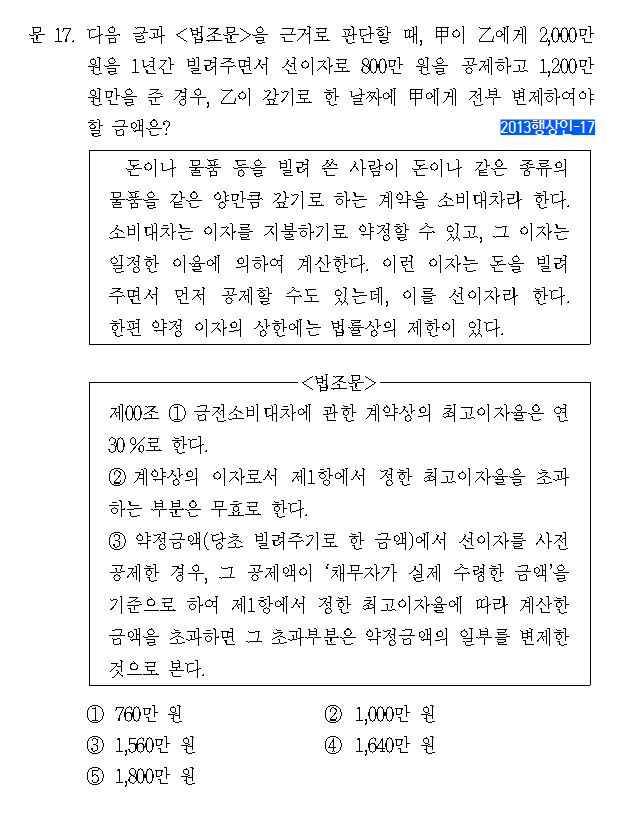 문 17. 다음 글과 <법조문>을 근거로 판단할 때, 甲이 乙에게 2,000만
원을 1년간 빌려주면서 선이자로 800만 원을 공제하고 1,200만
원만을 준 경우, 乙이 갚기로 한 날짜에 甲에게 전부 변제하여야
할 금액은?
2013행상인-17
돈이나 물품 등을 빌려 쓴 사람이 돈이나 같은 종류의
물품을 같은 양만큼 갚기로 하는 계약을 소비대차라 한다.
소비대차는 이자를 지불하기로 약정할 수 있고, 그 이자는
일정한 이율에 의하여 계산한다. 이런 이자는 돈을 빌려
주면서 먼저 공제할 수도 있는데, 이를 선이자라 한다.
한편 약정 이자의 상한에는 법률상의 제한이 있다.
<법조문>
제00조 ① 금전소비대차에 관한 계약상의 최고이자율은 연
30%로 한다.
② 계약상의 이자로서 제1항에서 정한 최고이자율을 초과
하는 부분은 무효로 한다.
③ 약정금액(당초 빌려주기로 한 금액)에서 선이자를 사전
공제한 경우, 그 공제액이 ‘채무자가 실제 수령한 금액’을
기준으로 하여 제1항에서 정한 최고이자율에 따라 계산한
금액을 초과하면 그 초과부분은 약정금액의 일부를 변제한
것으로 본다.
① 760만 원 ② 1,000만 원
③ 1,560만 원 ④ 1,640만 원
⑤ 1,800만 원